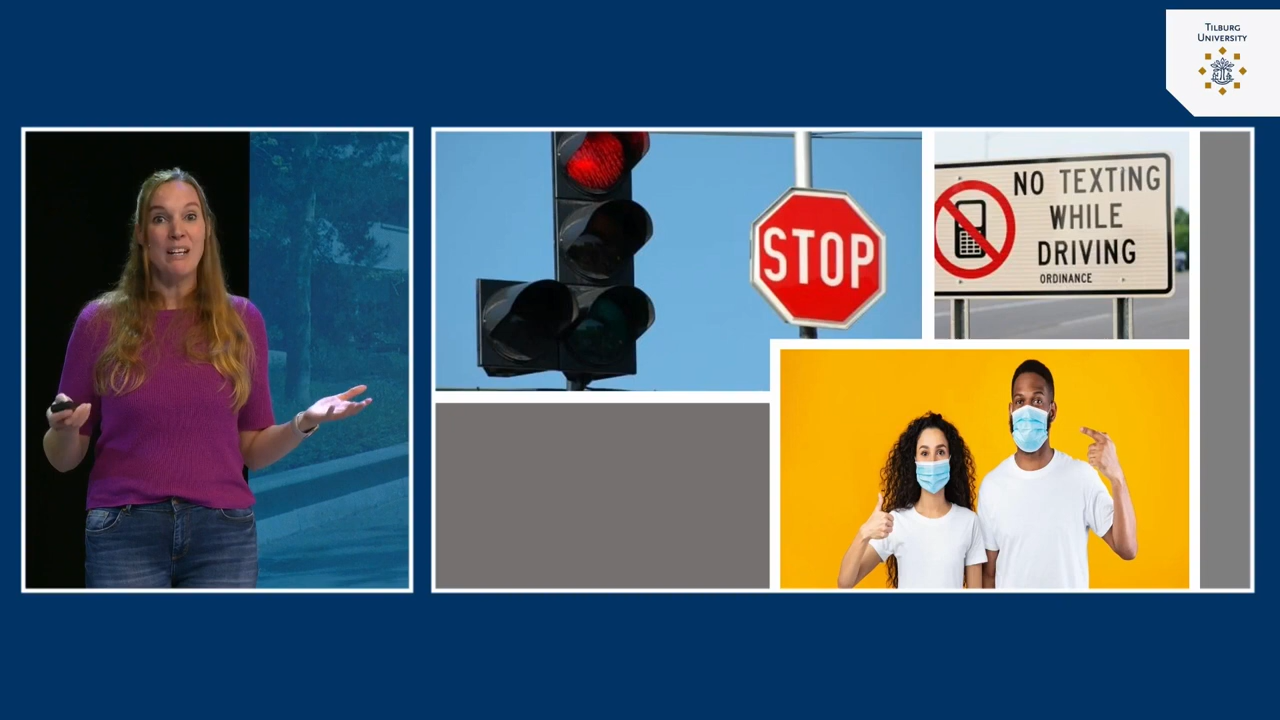 TILBURG
UNIVERSITY
STOP
NO TEXTING
WHILE
DRIVING
ORDINANCE